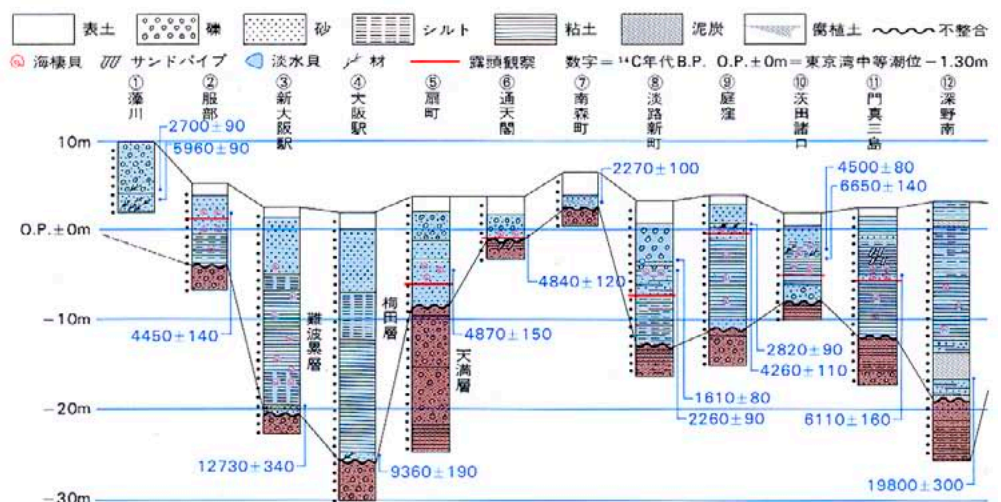 表土 礫 砂 シルト 粘土 泥炭 腐植土 不整合
海棲貝 サンドパイプ 淡水貝 材 露頭観察 数字=¹⁴C年代B.P. O.P.±0m=東京湾中等潮位-1.30m
① 藻川
② 服部
③ 新大阪駅
④ 大阪駅
⑤ 扇町
⑥ 通天閣
⑦ 南森町
⑧ 淡路新町
⑨ 庭窪
⑩ 茨田諸口
⑪ 門真三島
⑫ 深野南
2700±90
5960±90
10m
2270±100
4500±80
6650±140
O.P.±0m
4840±120
4450±140
難波累層
梅田層
4870±150
天満層
-10m
2820±90
4260±110
1610±80
2260±90
6110±160
-20m
12730±340
9360±190
19800±300
-30m